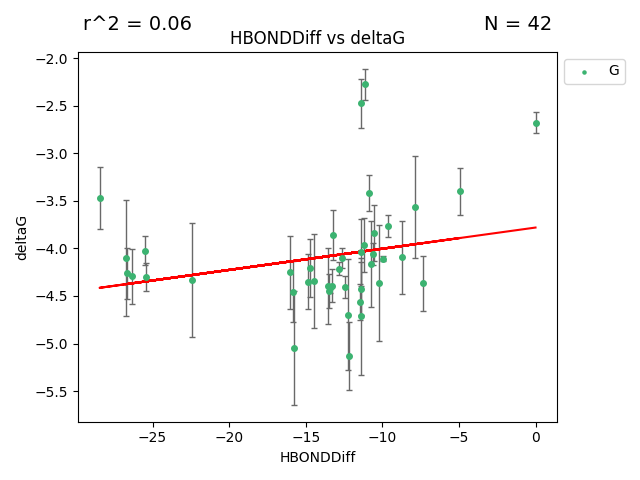 r^2 = 0.06
N = 42
HBONDDiff vs deltaG
G
−2.0
−2.5
−3.0
−3.5
−4.0
−4.5
−5.0
−5.5
deltaG
−25
−20
−15
−10
−5
0
HBONDDiff